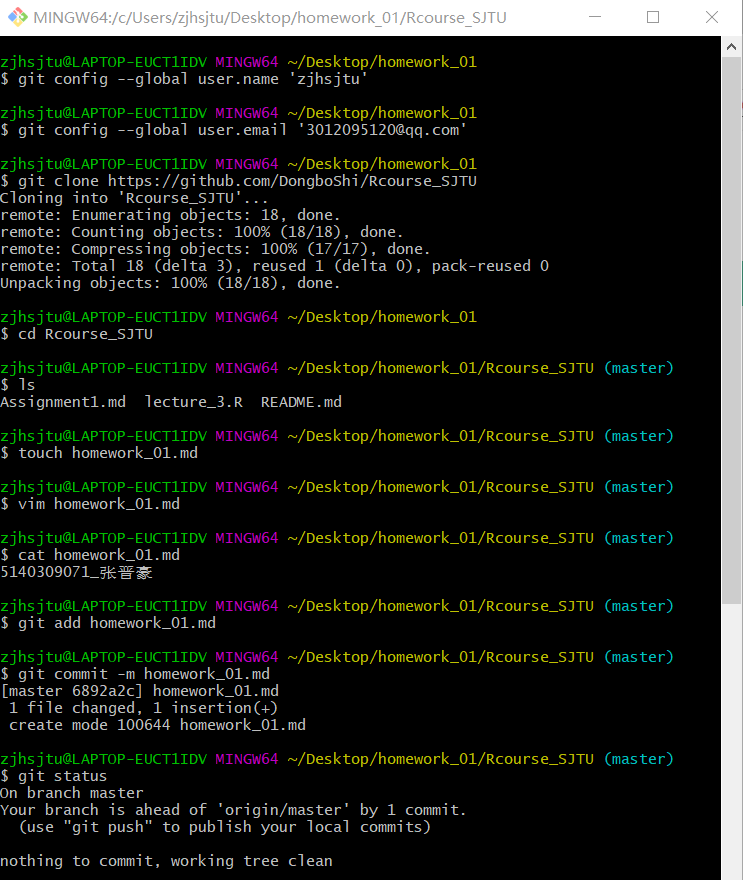 MINGW64:/c/Users/zjhsjtu/Desktop/homework_01/Rcourse_SJTU
zjhsjtu@LAPTOP-EUCT1IDV MINGW64 ~/Desktop/homework_01
$ git config --global user.name 'zjhsjtu'
zjhsjtu@LAPTOP-EUCT1IDV MINGW64 ~/Desktop/homework_01
$ git config --global user.email '3012095120@qq.com'
zjhsjtu@LAPTOP-EUCT1IDV MINGW64 ~/Desktop/homework_01
$ git clone https://github.com/DongboShi/Rcourse_SJTU
Cloning into 'Rcourse_SJTU'...
remote: Enumerating objects: 18, done.
remote: Counting objects: 100% (18/18), done.
remote: Compressing objects: 100% (17/17), done.
remote: Total 18 (delta 3), reused 1 (delta 0), pack-reused 0
Unpacking objects: 100% (18/18), done.
zjhsjtu@LAPTOP-EUCT1IDV MINGW64 ~/Desktop/homework_01
$ cd Rcourse_SJTU
zjhsjtu@LAPTOP-EUCT1IDV MINGW64 ~/Desktop/homework_01/Rcourse_SJTU (master)
$ ls
Assignment1.md  lecture_3.R  README.md
zjhsjtu@LAPTOP-EUCT1IDV MINGW64 ~/Desktop/homework_01/Rcourse_SJTU (master)
$ touch homework_01.md
zjhsjtu@LAPTOP-EUCT1IDV MINGW64 ~/Desktop/homework_01/Rcourse_SJTU (master)
$ vim homework_01.md
zjhsjtu@LAPTOP-EUCT1IDV MINGW64 ~/Desktop/homework_01/Rcourse_SJTU (master)
$ cat homework_01.md
5140309071_张晋豪
zjhsjtu@LAPTOP-EUCT1IDV MINGW64 ~/Desktop/homework_01/Rcourse_SJTU (master)
$ git add homework_01.md
zjhsjtu@LAPTOP-EUCT1IDV MINGW64 ~/Desktop/homework_01/Rcourse_SJTU (master)
$ git commit -m homework_01.md
[master 6892a2c] homework_01.md
 1 file changed, 1 insertion(+)
 create mode 100644 homework_01.md
zjhsjtu@LAPTOP-EUCT1IDV MINGW64 ~/Desktop/homework_01/Rcourse_SJTU (master)
$ git status
On branch master
Your branch is ahead of 'origin/master' by 1 commit.
  (use "git push" to publish your local commits)
nothing to commit, working tree clean